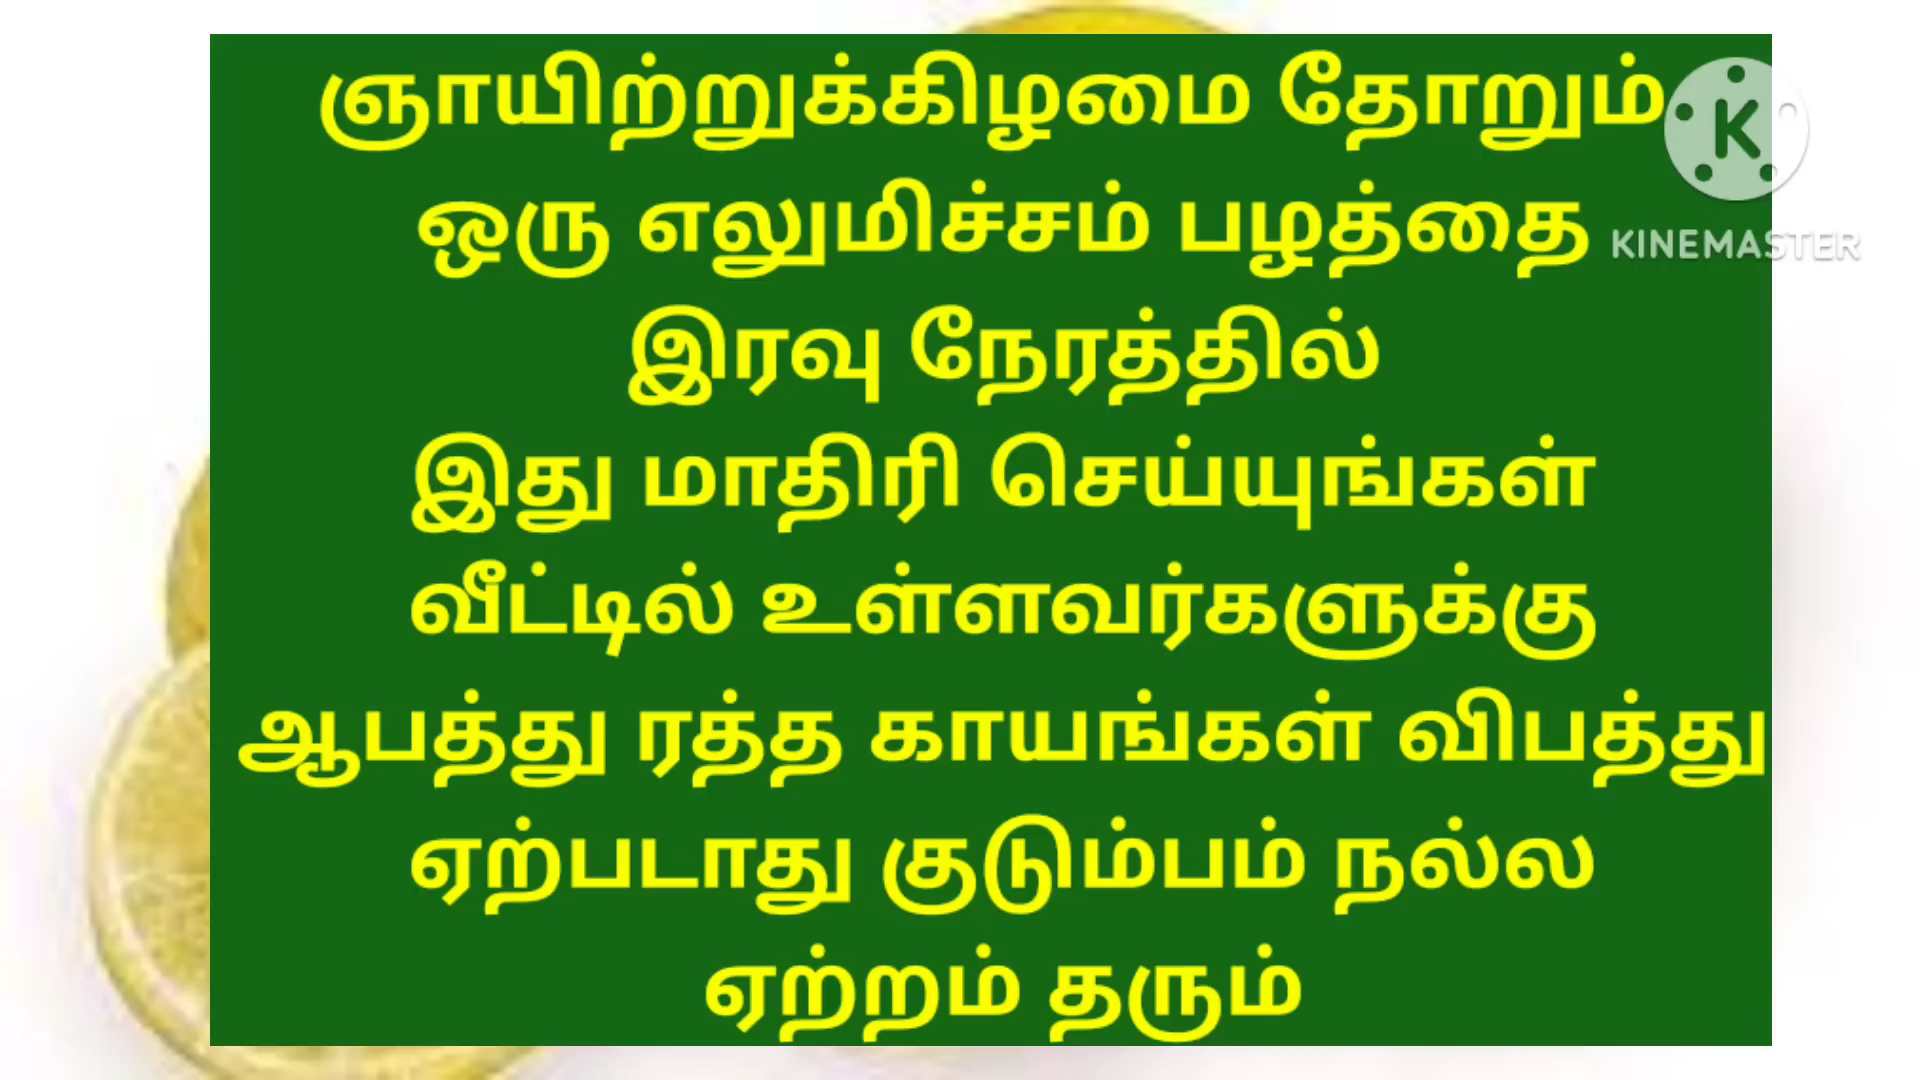 ஞாயிற்றுக்கிழமை தோறும்
ஒரு எலுமிச்சம் பழத்தை
இரவு நேரத்தில்
இது மாதிரி செய்யுங்கள்
வீட்டில் உள்ளவர்களுக்கு
ஆபத்து ரத்த காயங்கள் விபத்து
ஏற்படாது குடும்பம் நல்ல
ஏற்றம் தரும்
K
KINEMASTER